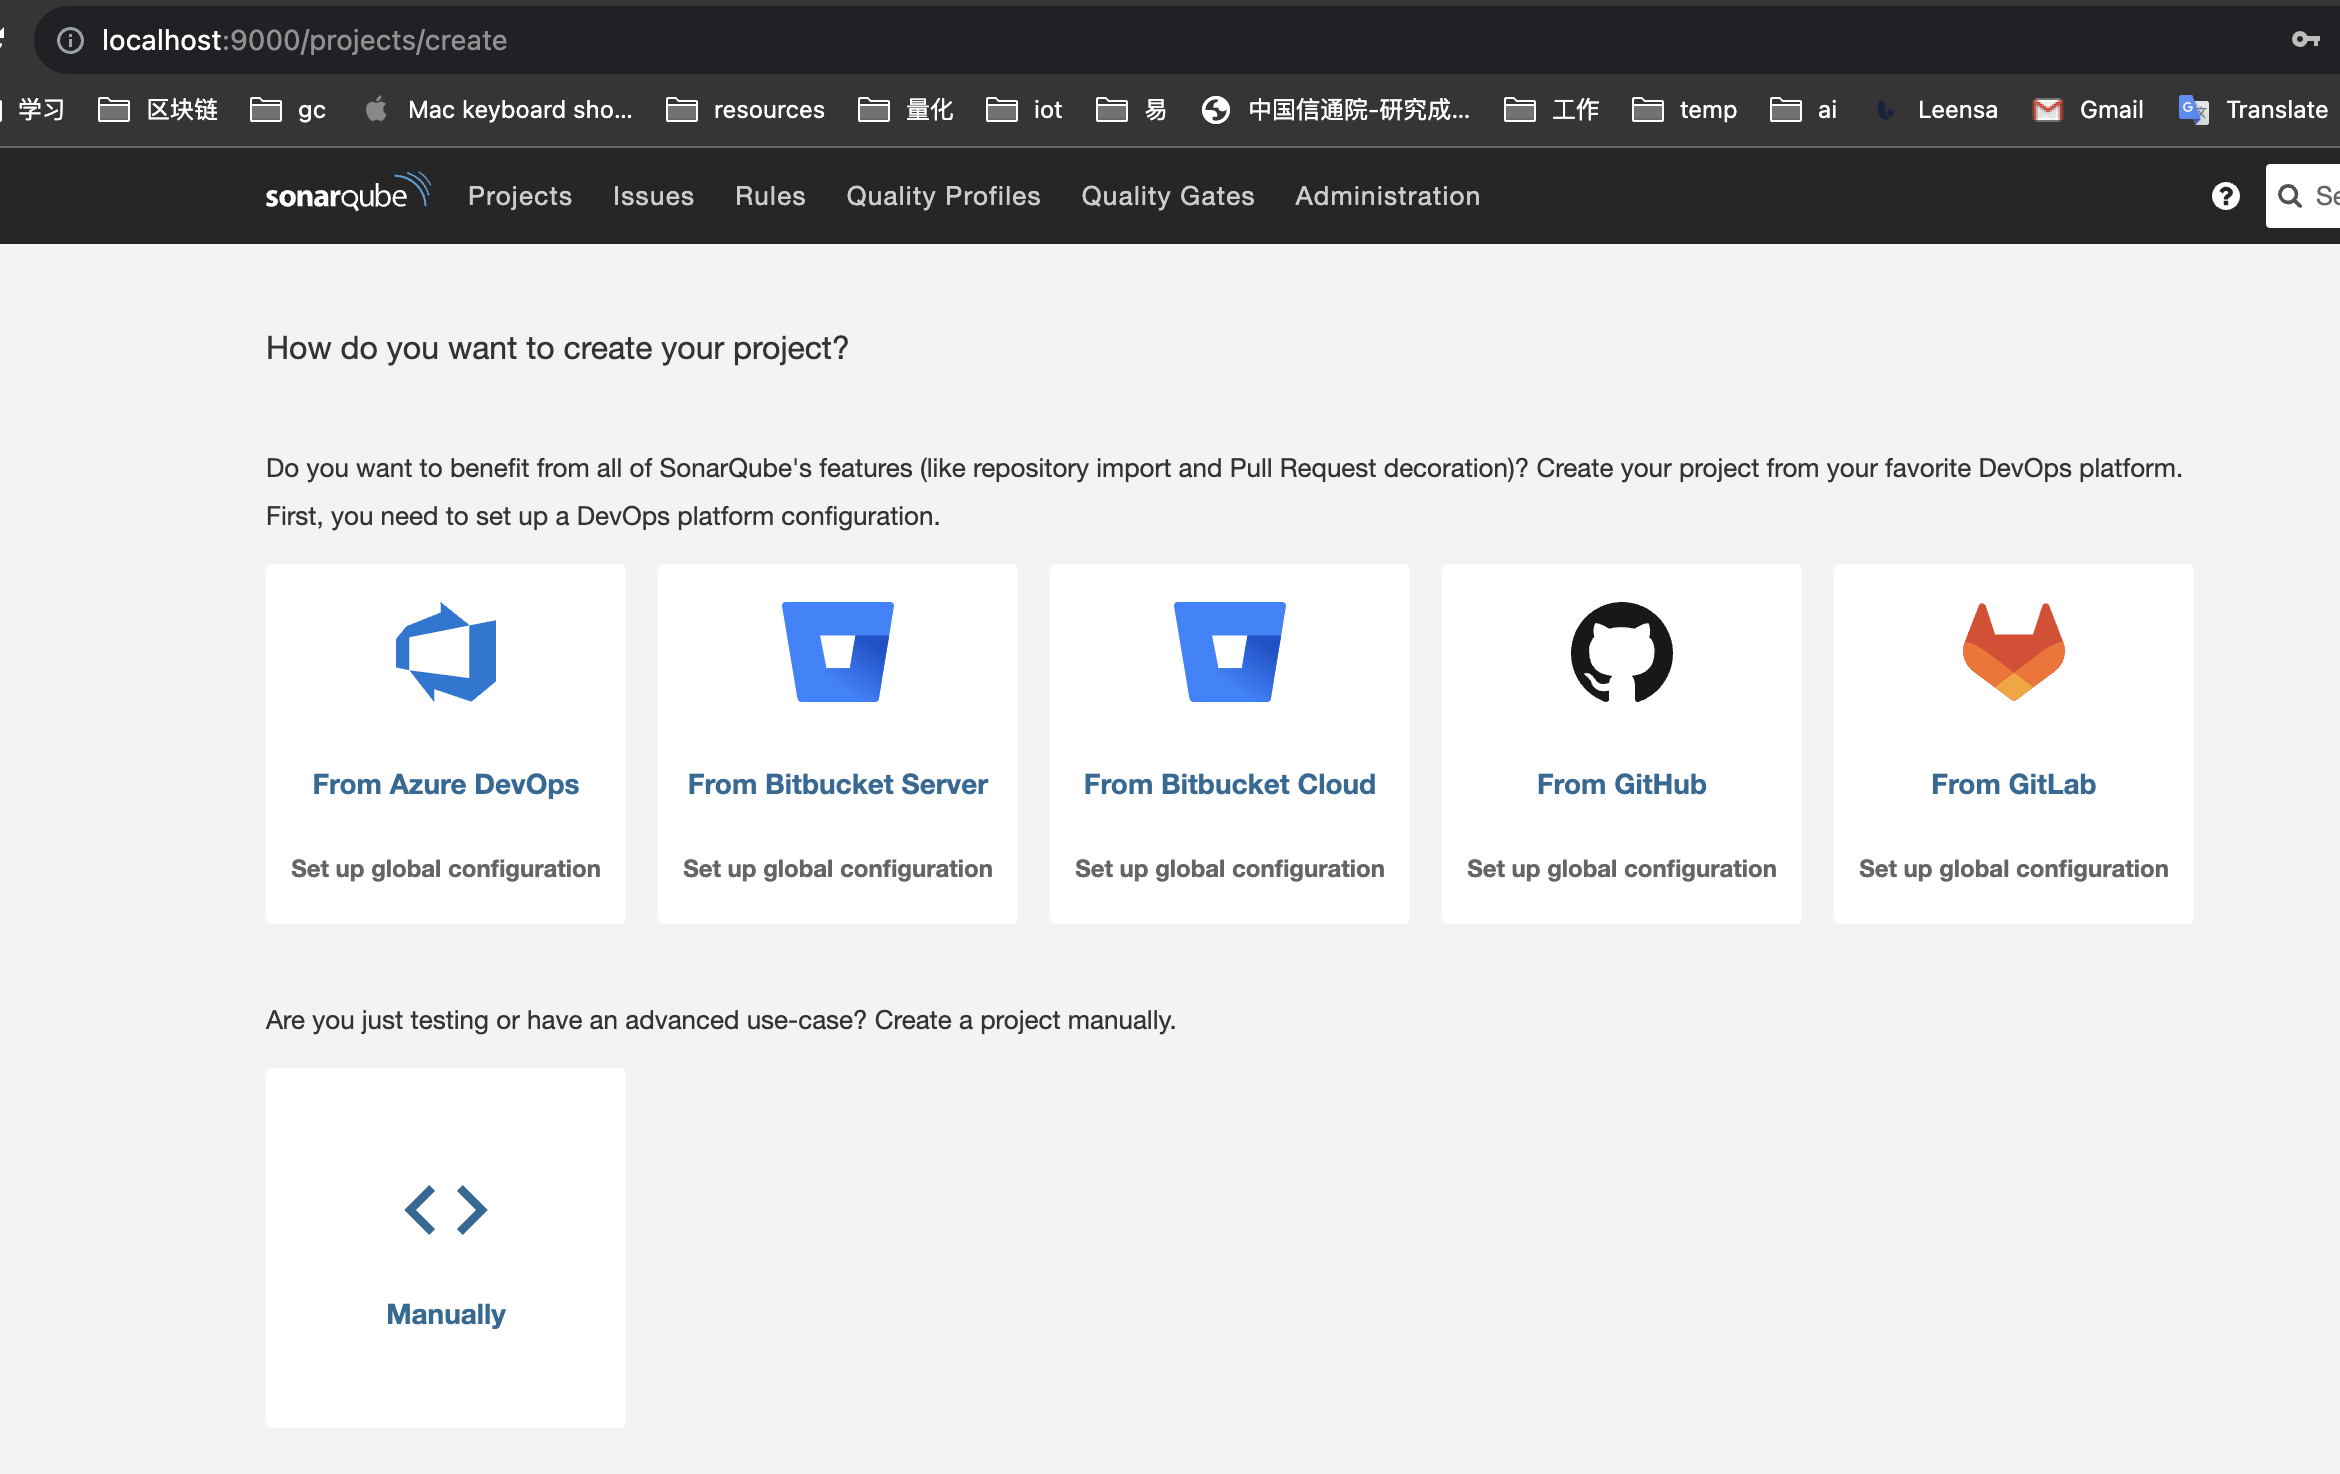 localhost:9000/projects/create
学习 区块链 gc Mac keyboard sho... resources 量化 iot 易 中国信通院-研究成... 工作 temp ai Leensa Gmail Translate
sonarqube Projects Issues Rules Quality Profiles Quality Gates Administration ? Se
How do you want to create your project?
Do you want to benefit from all of SonarQube's features (like repository import and Pull Request decoration)? Create your project from your favorite DevOps platform.
First, you need to set up a DevOps platform configuration.
From Azure DevOps From Bitbucket Server From Bitbucket Cloud From GitHub From GitLab
Set up global configuration Set up global configuration Set up global configuration Set up global configuration Set up global configuration
Are you just testing or have an advanced use-case? Create a project manually.
Manually